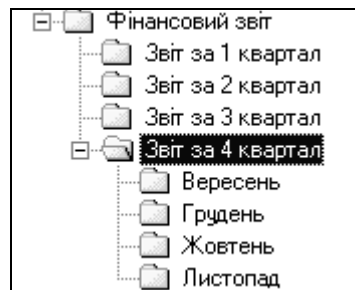 Фінансовий звіт
Звіт за 1 квартал
Звіт за 2 квартал
Звіт за 3 квартал
Звіт за 4 квартал
Вересень
Грудень
Жовтень
Листопад